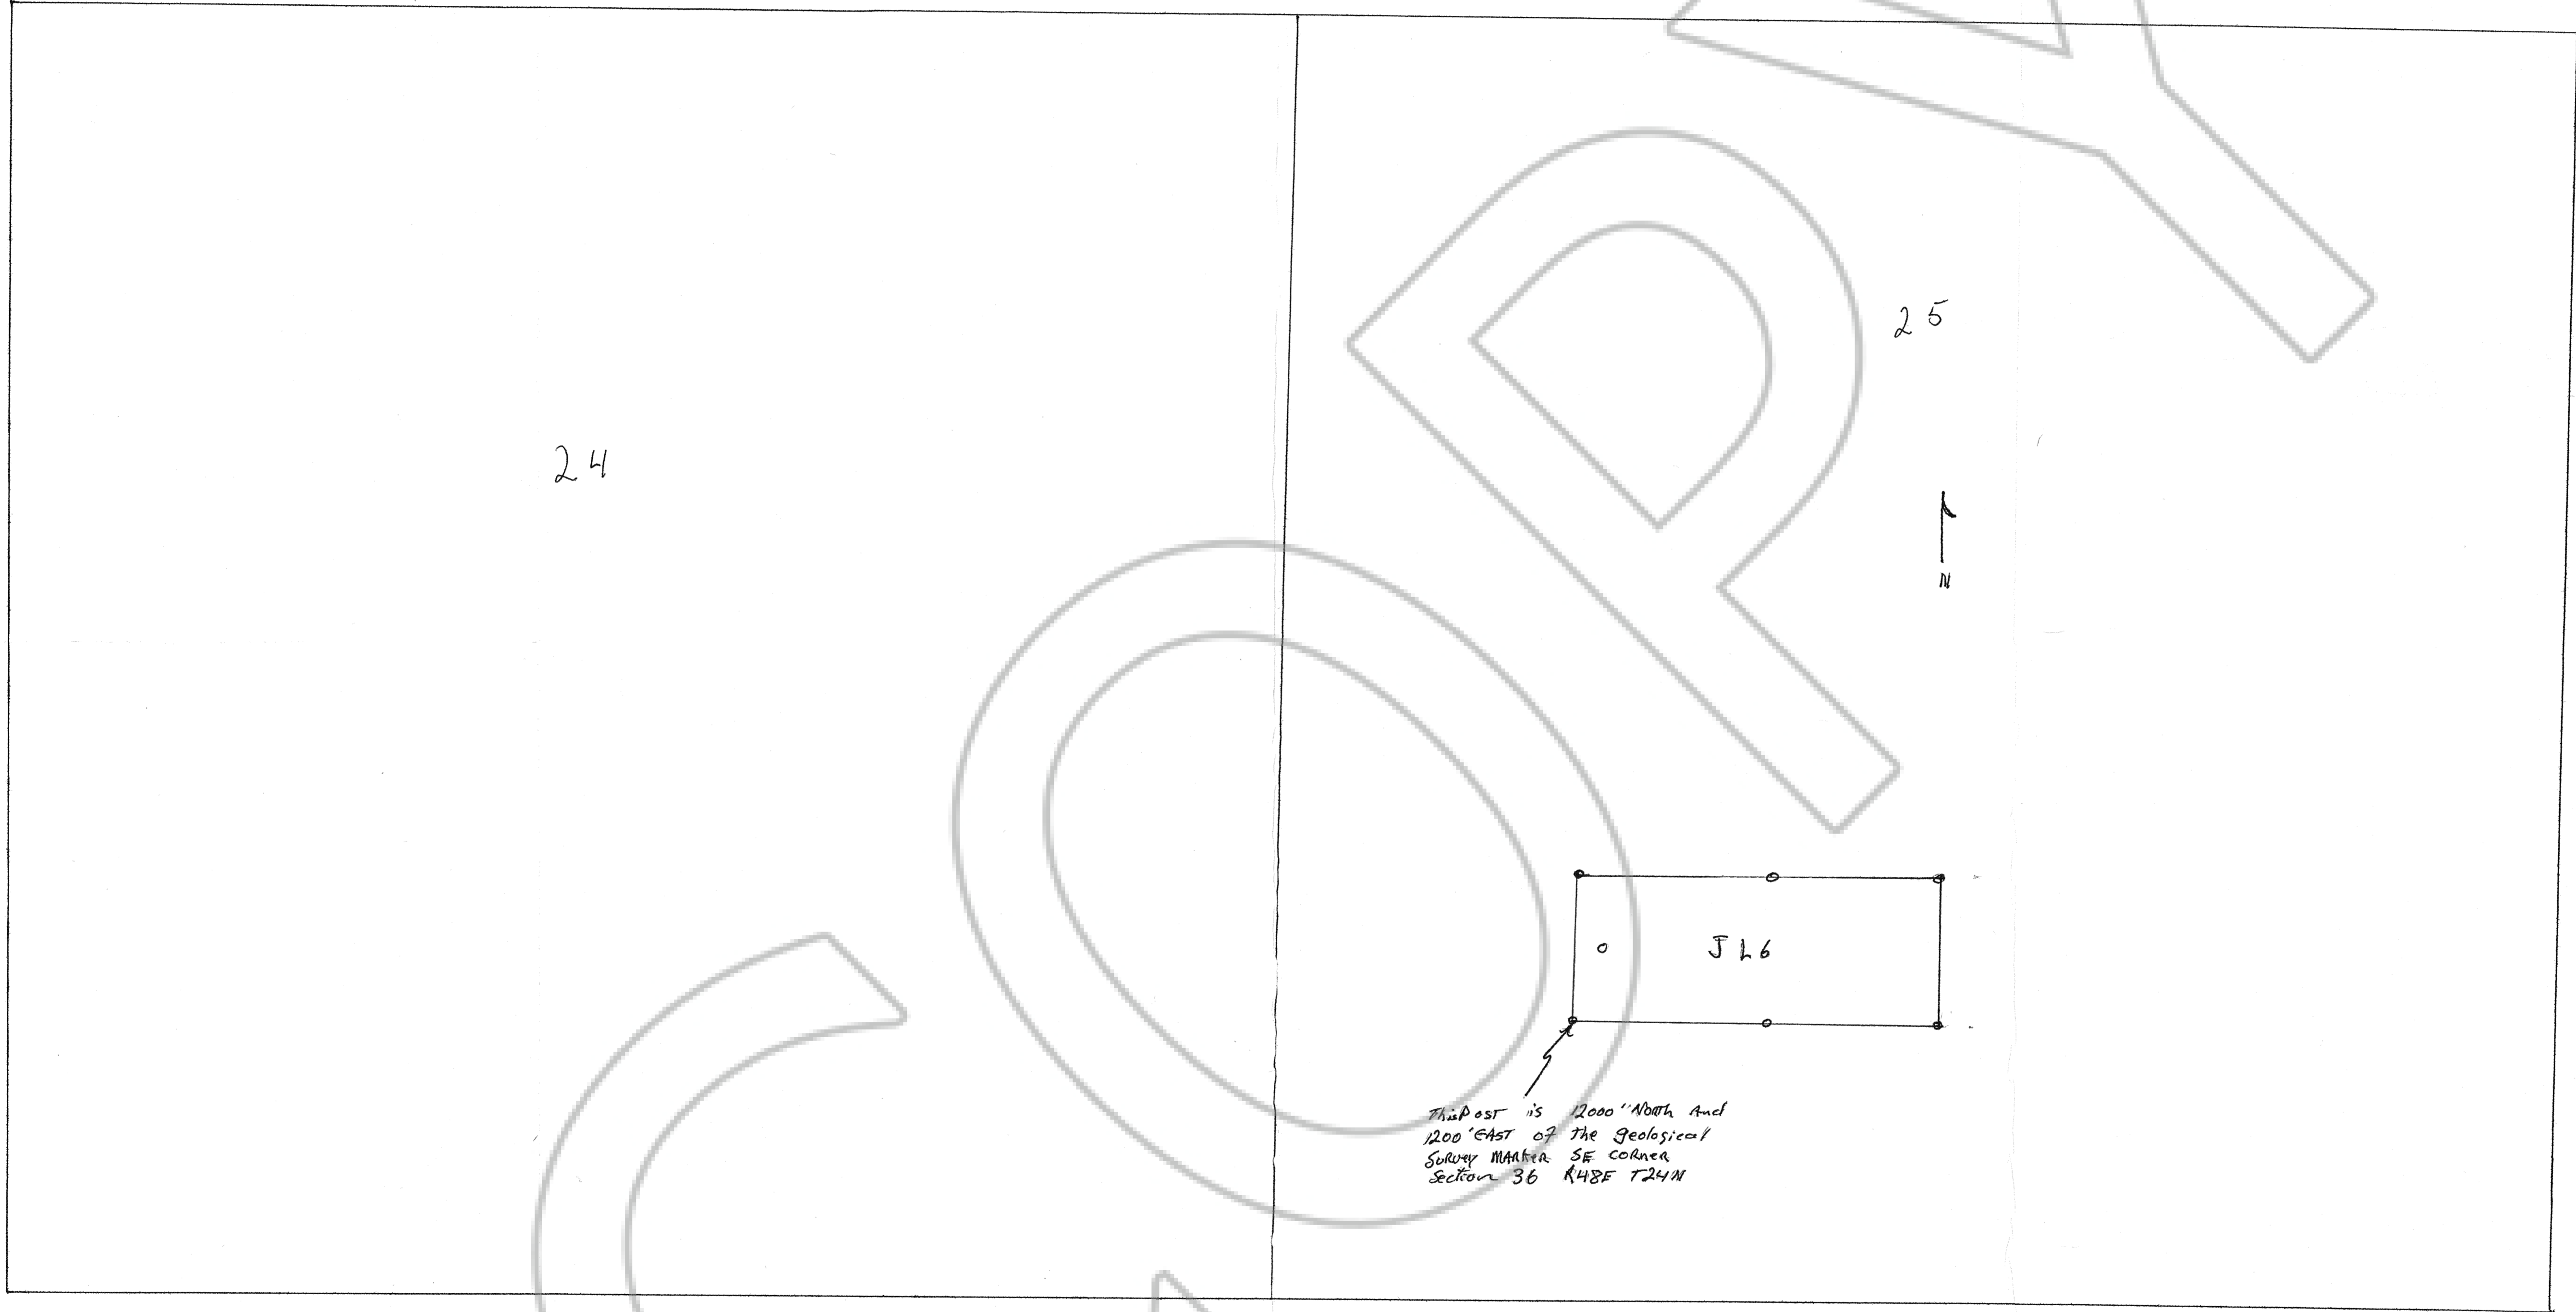 COPY
25
24
N
JL6
This Post is 12000" North And
1200' EAST of the geological
Survey MARKER SE CORNER
Section 36 R48E T24N